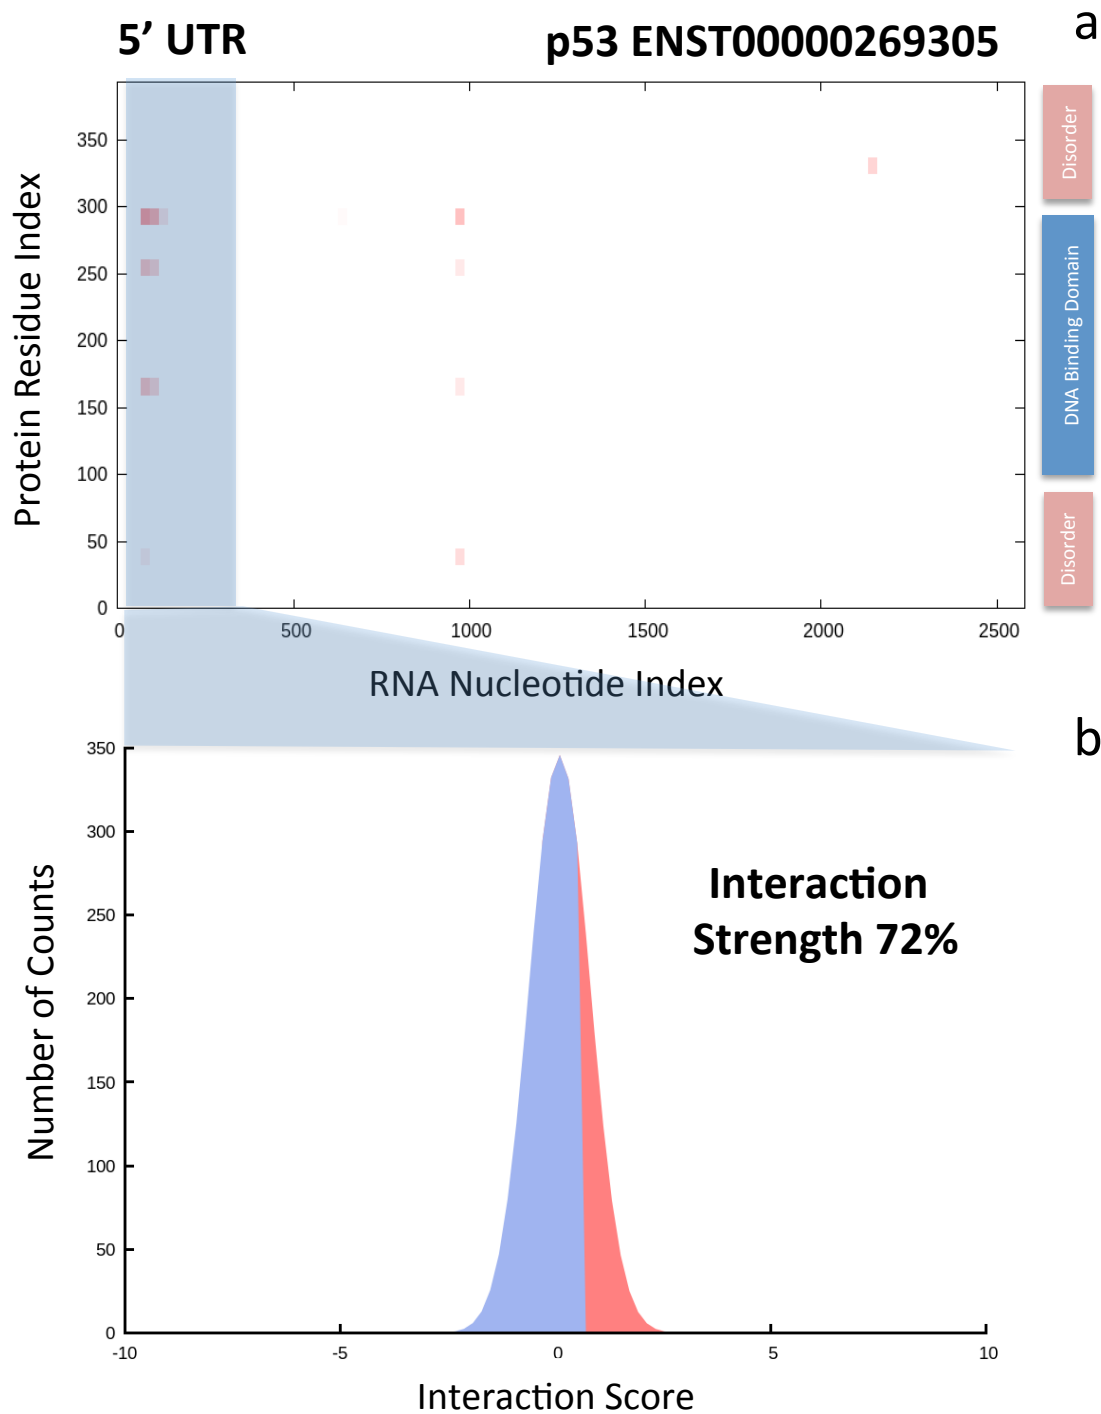 5’ UTR
p53 ENST00000269305
a
Protein Residue Index
350
300
250
200
150
100
50
0
0 500 1000 1500 2000 2500
RNA Nucleotide Index
Disorder
DNA Binding Domain
Disorder
b
Number of Counts
350
300
250
200
150
100
50
0
-10 -5 0 5 10
Interaction Score
Interaction
Strength 72%